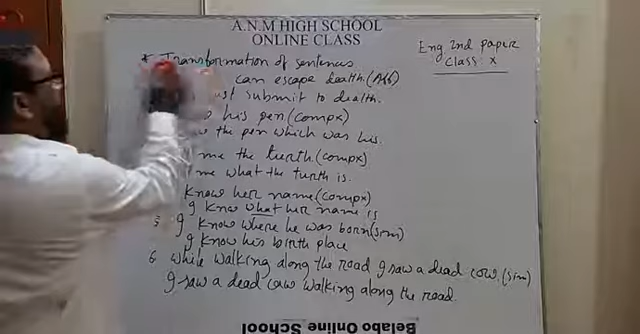 A.N.M HIGH SCHOOL
ONLINE CLASS
Eng 2nd paper
Class x
* Transformation of sentences
can escape death. (Aff)
submit to death.
his pen (compx)
the pen which was his.
me the turth. (compx)
me what the turth is.
know her name (compx)
I know what her name is
5 I know where he was born (sim)
I know his birth place
6 while walking along the road I saw a dead cow. (sim)
I saw a dead cow walking along the road
Belabo Online School